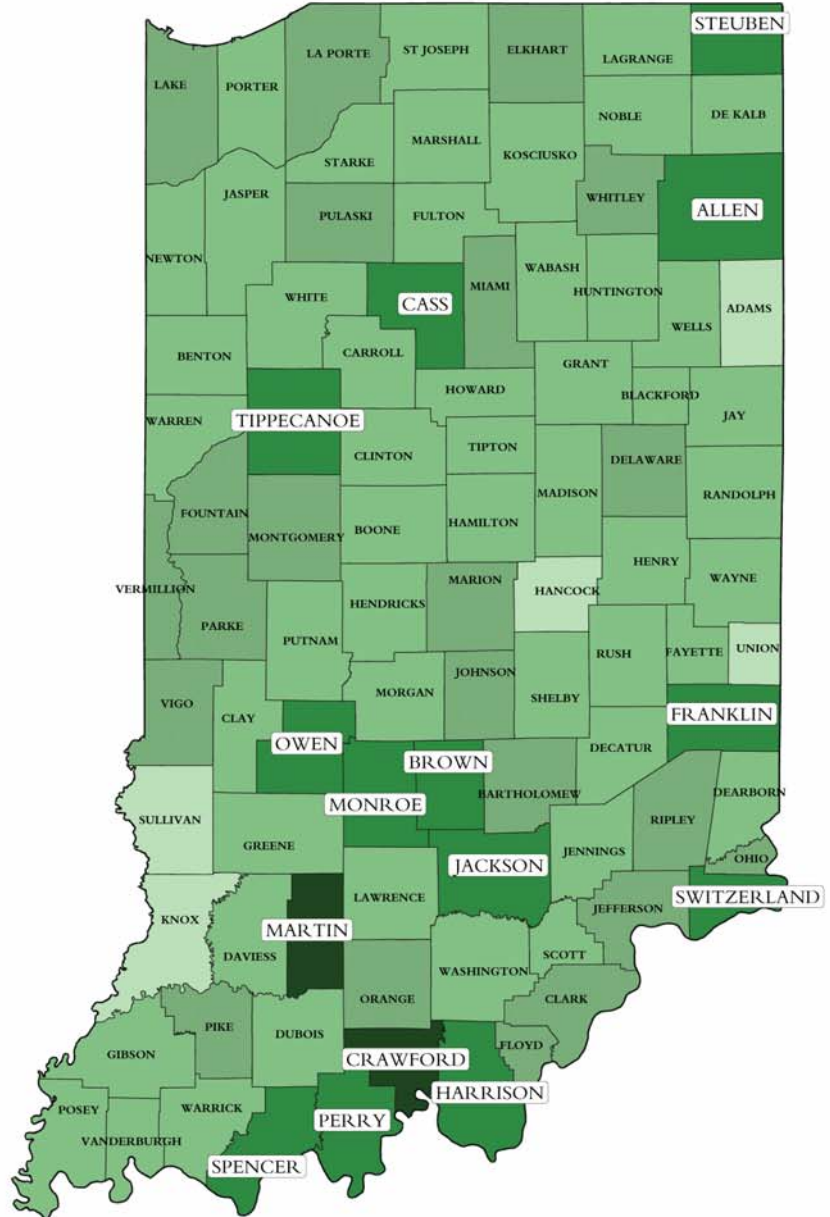 STEUBEN
LA PORTE
ST JOSEPH
ELKHART
LAGRANGE
LAKE
PORTER
NOBLE
DE KALB
MARSHALL
STARKE
KOSCIUSKO
JASPER
PULASKI
FULTON
WHITLEY
ALLEN
NEWTON
WHITE
CASS
MIAMI
WABASH
HUNTINGTON
WELLS
ADAMS
BENTON
CARROLL
GRANT
HOWARD
BLACKFORD
JAY
WARREN
TIPPECANOE
CLINTON
TIPTON
DELAWARE
MADISON
RANDOLPH
FOUNTAIN
MONTGOMERY
BOONE
HAMILTON
HENRY
WAYNE
VERMILLION
PARKE
HENDRICKS
MARION
HANCOCK
PUTNAM
RUSH
FAYETTE
UNION
VIGO
CLAY
MORGAN
JOHNSON
SHELBY
FRANKLIN
OWEN
BROWN
DECATUR
MONROE
BARTHOLOMEW
DEARBORN
SULLIVAN
GREENE
JACKSON
JENNINGS
RIPLEY
OHIO
SWITZERLAND
KNOX
MARTIN
LAWRENCE
JEFFERSON
DAVIESS
WASHINGTON
SCOTT
ORANGE
CLARK
PIKE
DUBOIS
FLOYD
GIBSON
CRAWFORD
HARRISON
POSEY
WARRICK
PERRY
VANDERBURGH
SPENCER